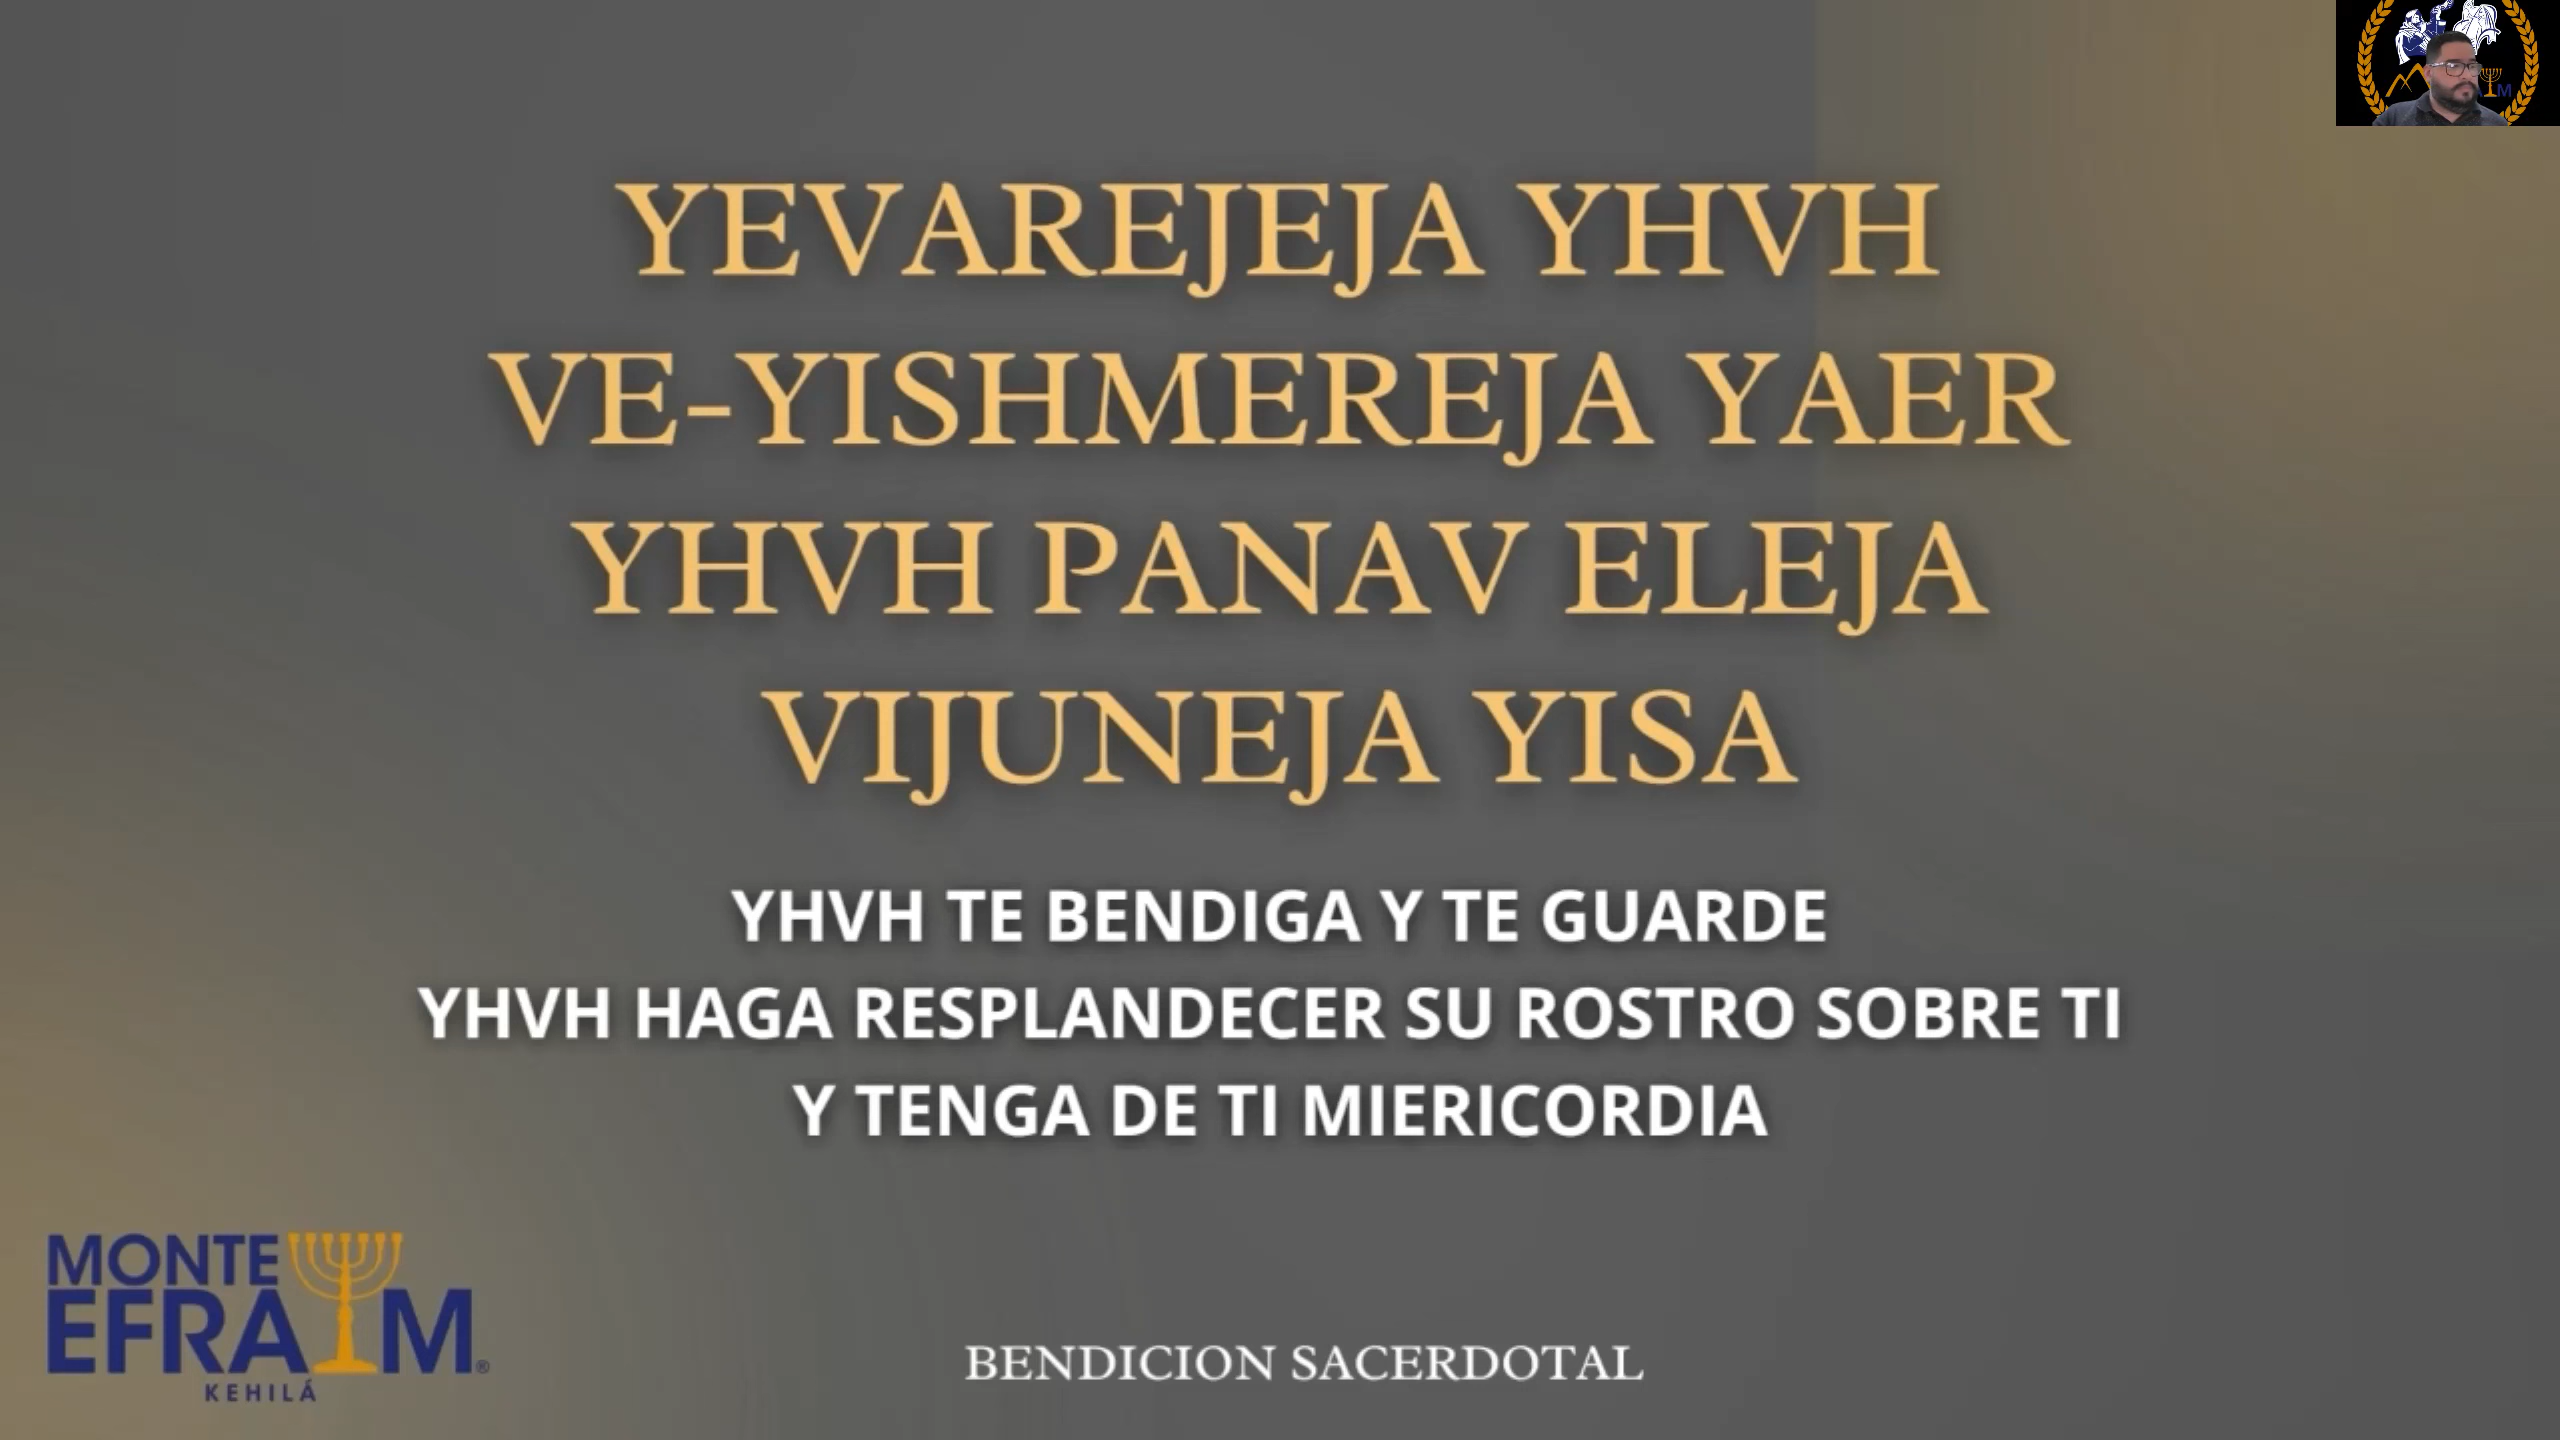 YEVAREJEJA YHVH
VE-YISHMEREJA YAER
YHVH PANAV ELEJA
VIJUNEJA YISA
YHVH TE BENDIGA Y TE GUARDE
YHVH HAGA RESPLANDECER SU ROSTRO SOBRE TI
Y TENGA DE TI MIERICORDIA
MONTE
EFRAIM®
KEHILÁ
BENDICION SACERDOTAL